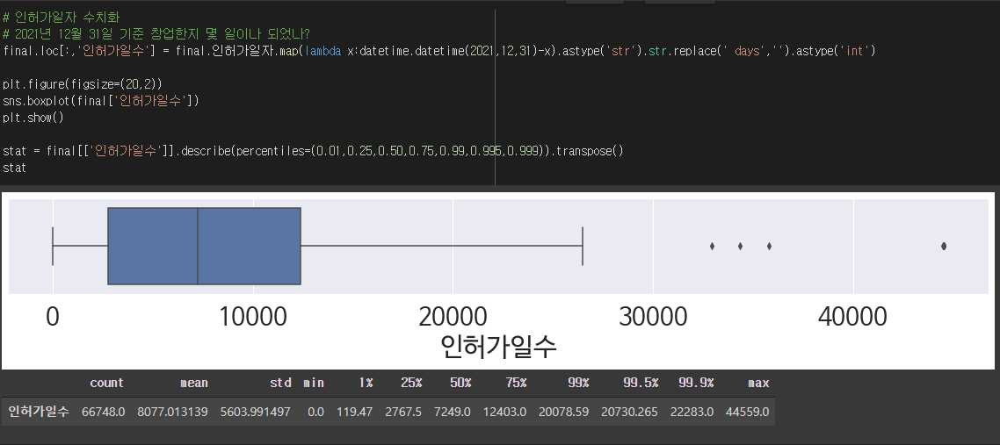 # 인허가일자 수치화
# 2021년 12월 31일 기준 창업한지 몇 일이나 되었나?
final.loc[:,'인허가일수'] = final.인허가일자.map(lambda x:datetime.datetime(2021,12,31)-x).astype('str').str.replace(' days','').astype('int')
plt.figure(figsize=(20,2))
sns.boxplot(final['인허가일수'])
plt.show()
stat = final[['인허가일수']].describe(percentiles=(0.01,0.25,0.50,0.75,0.99,0.995,0.999)).transpose()
stat
0 10000 20000 30000 40000
인허가일수
count mean std min 1% 25% 50% 75% 99% 99.5% 99.9% max
인허가일수 66748.0 8077.013139 5603.991497 0.0 119.47 2767.5 7249.0 12403.0 20078.59 20730.265 22283.0 44559.0